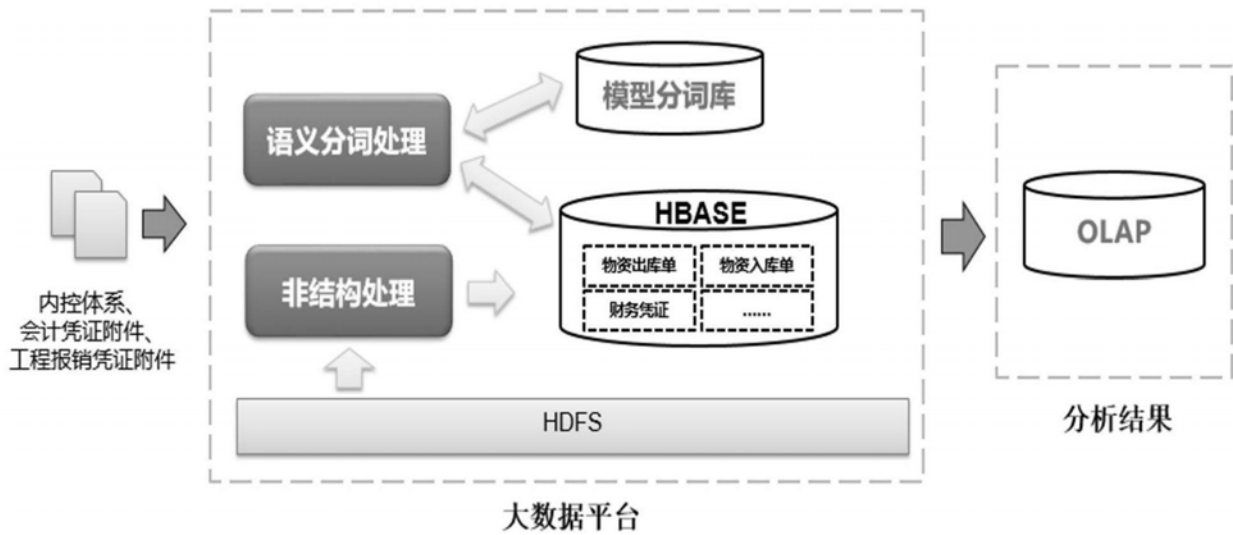 内控体系、
会计凭证附件、
工程报销凭证附件
语义分词处理
模型分词库
非结构处理
HBASE
物资出库单
物资入库单
财务凭证
……
HDFS
大数据平台
OLAP
分析结果